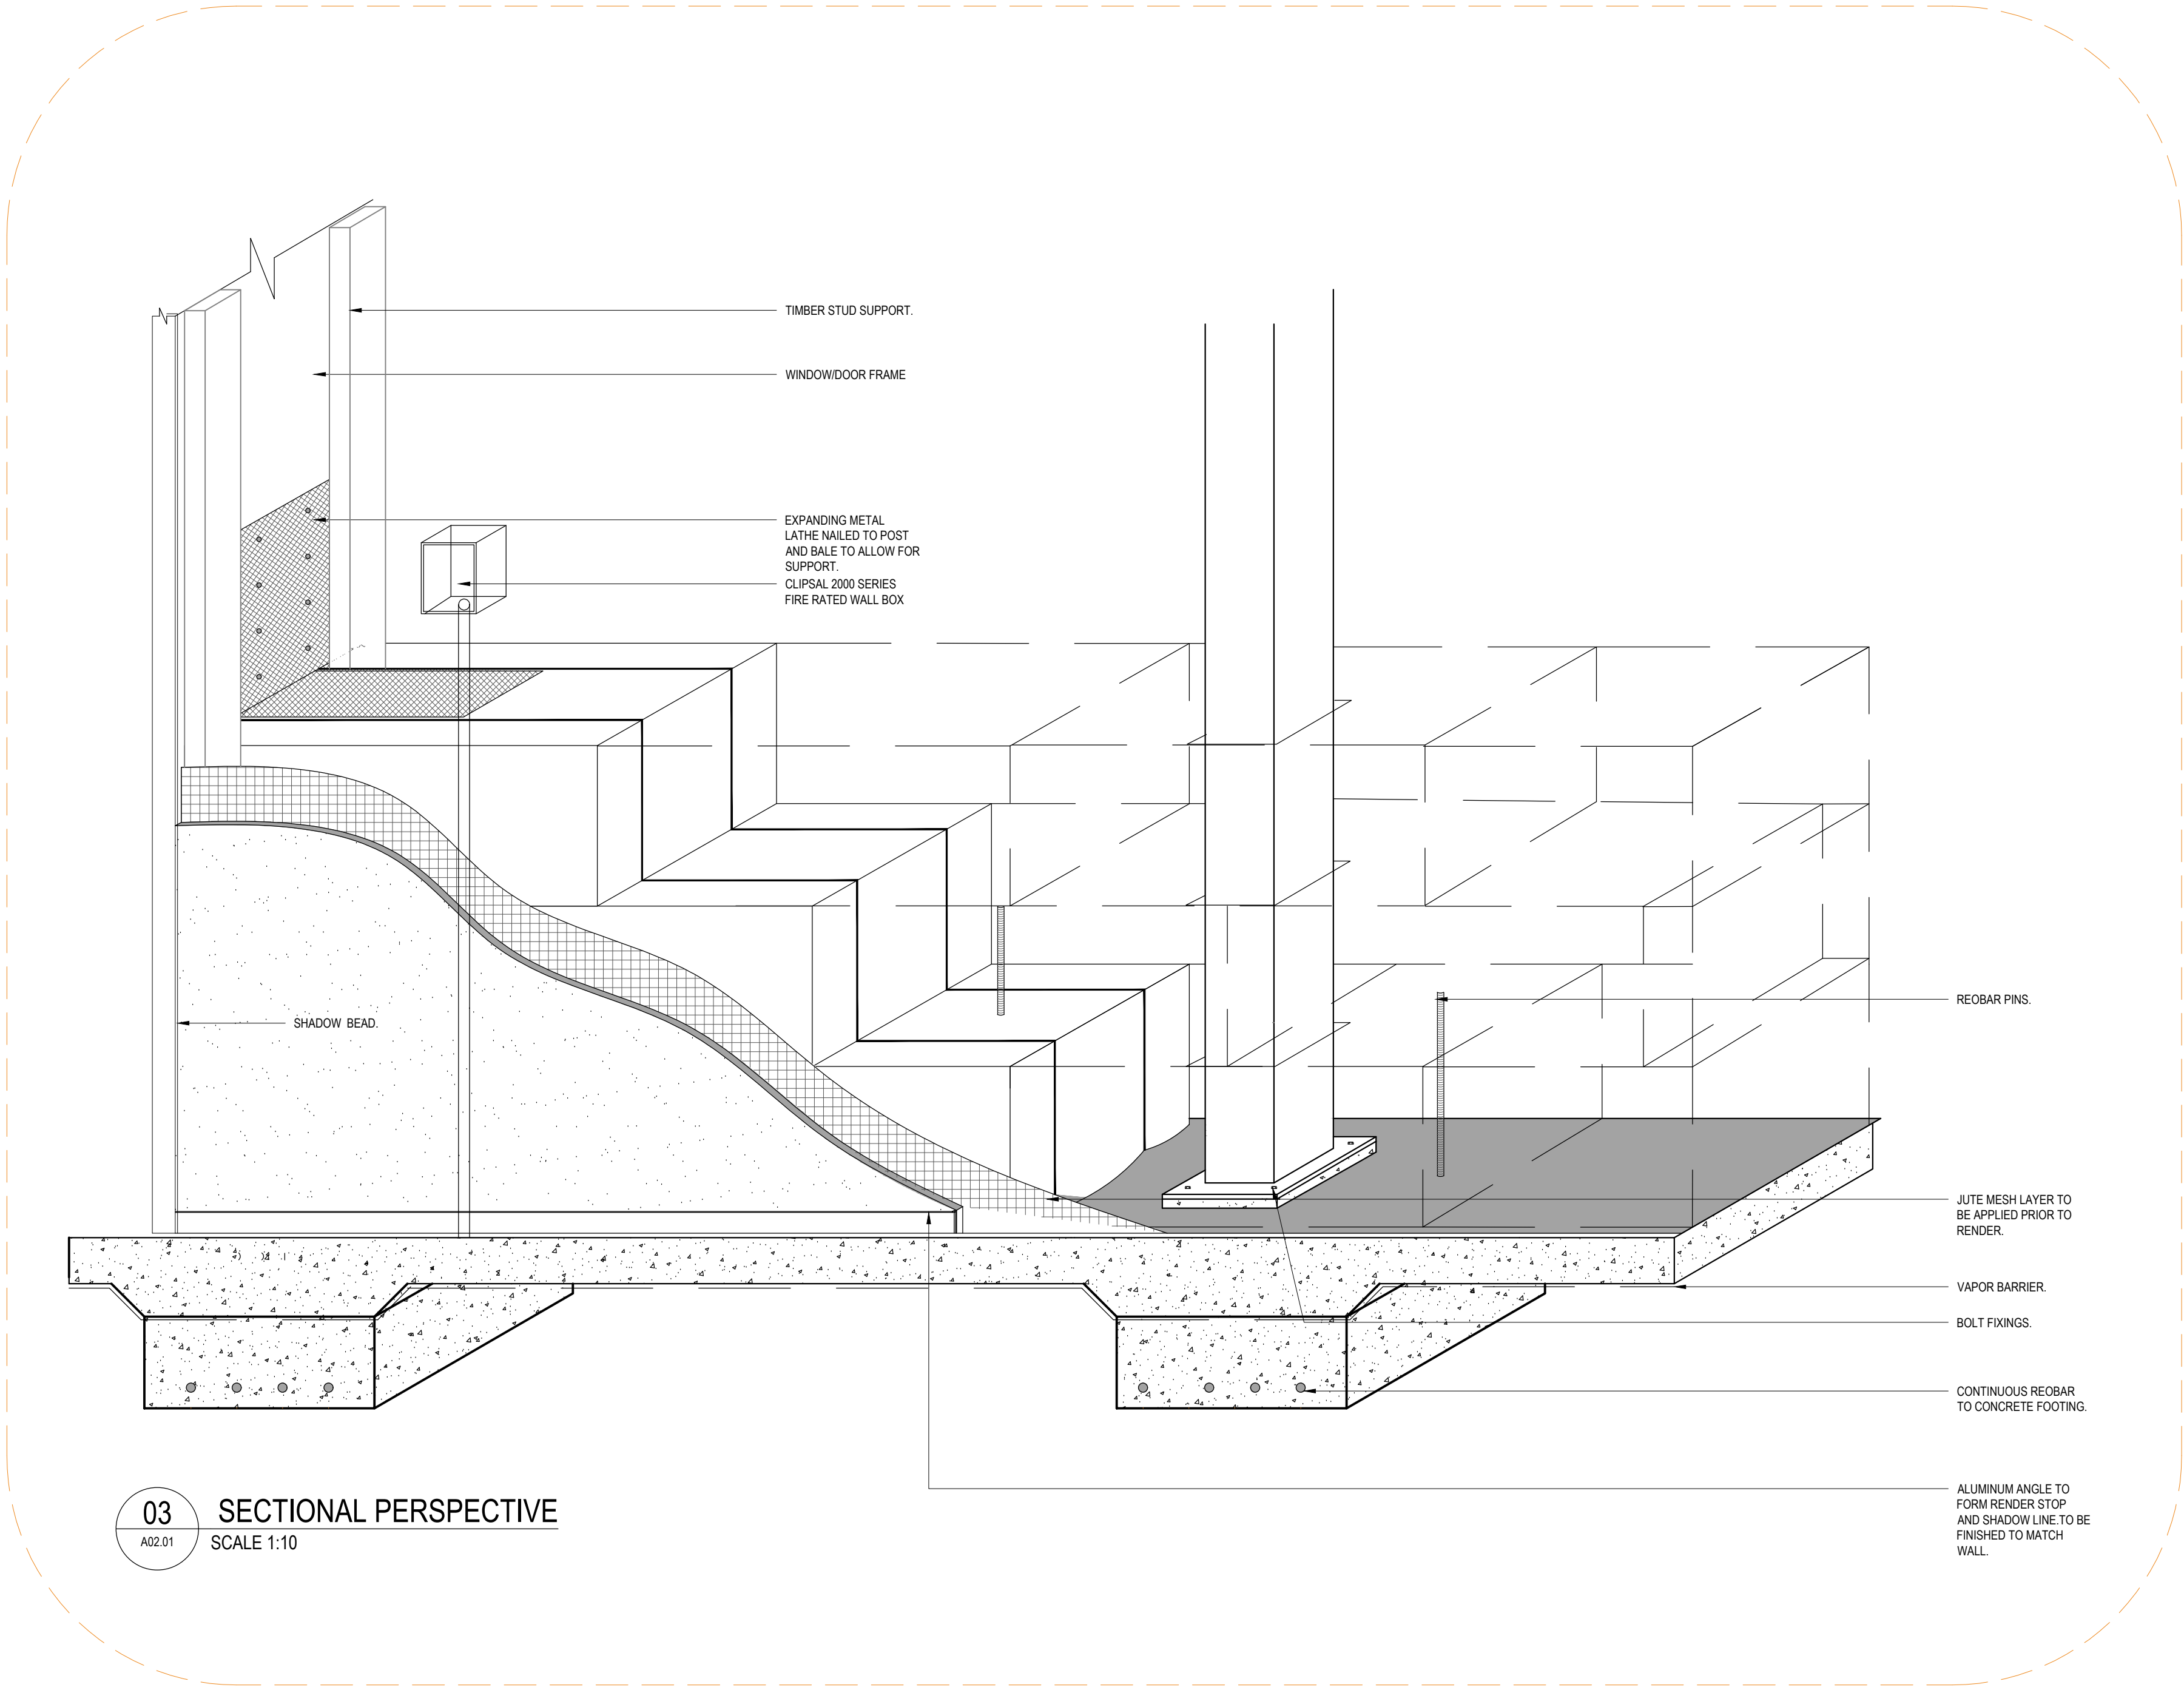 TIMBER STUD SUPPORT.
WINDOW/DOOR FRAME
EXPANDING METAL
LATHE NAILED TO POST
AND BALE TO ALLOW FOR
SUPPORT.
CLIPSAL 2000 SERIES
FIRE RATED WALL BOX
REOBAR PINS.
SHADOW BEAD.
JUTE MESH LAYER TO
BE APPLIED PRIOR TO
RENDER.
VAPOR BARRIER.
BOLT FIXINGS.
CONTINUOUS REOBAR
TO CONCRETE FOOTING.
ALUMINUM ANGLE TO
FORM RENDER STOP
AND SHADOW LINE.TO BE
FINISHED TO MATCH
WALL.
03 SECTIONAL PERSPECTIVE
A02.01 SCALE 1:10